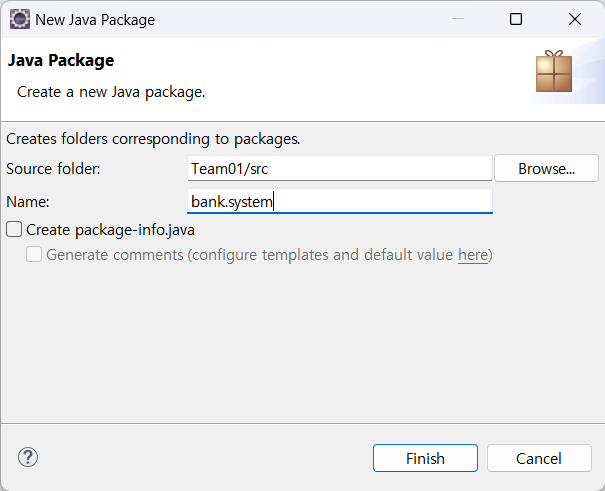 New Java Package
Java Package
Create a new Java package.
Creates folders corresponding to packages.
Source folder: Team01/src Browse...
Name: bank.system
Create package-info.java
Generate comments (configure templates and default value here)
? Finish Cancel